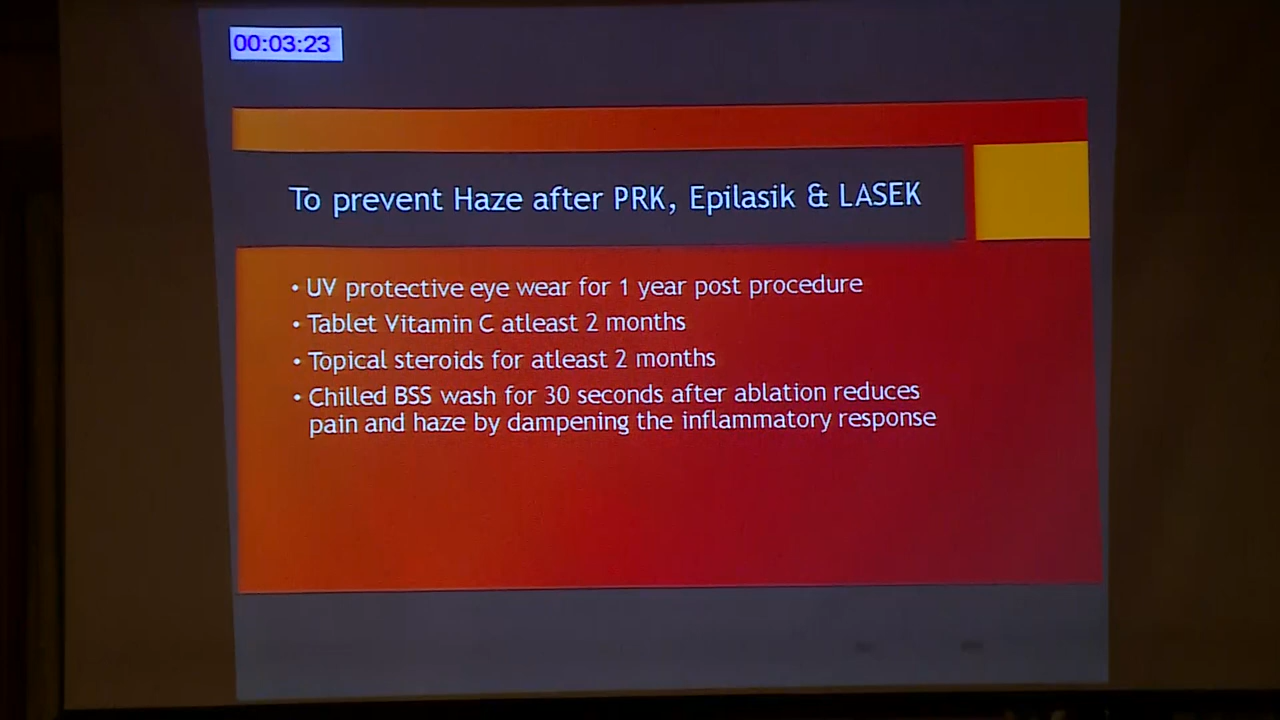 00:03:23
To prevent Haze after PRK, Epilasik & LASEK
• UV protective eye wear for 1 year post procedure
• Tablet Vitamin C atleast 2 months
• Topical steroids for atleast 2 months
• Chilled BSS wash for 30 seconds after ablation reduces
pain and haze by dampening the inflammatory response